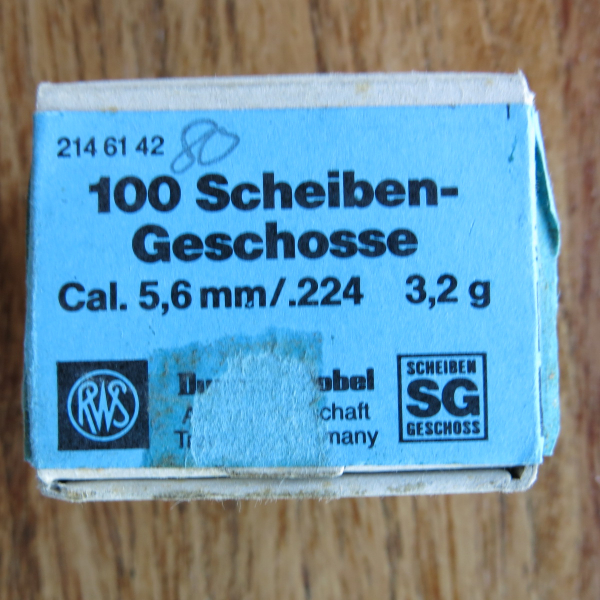 214 61 42 80
100 Scheiben-
Geschosse
Cal. 5,6 mm/.224 3,2 g
RWS
SCHEIBEN
SG
GESCHOSS